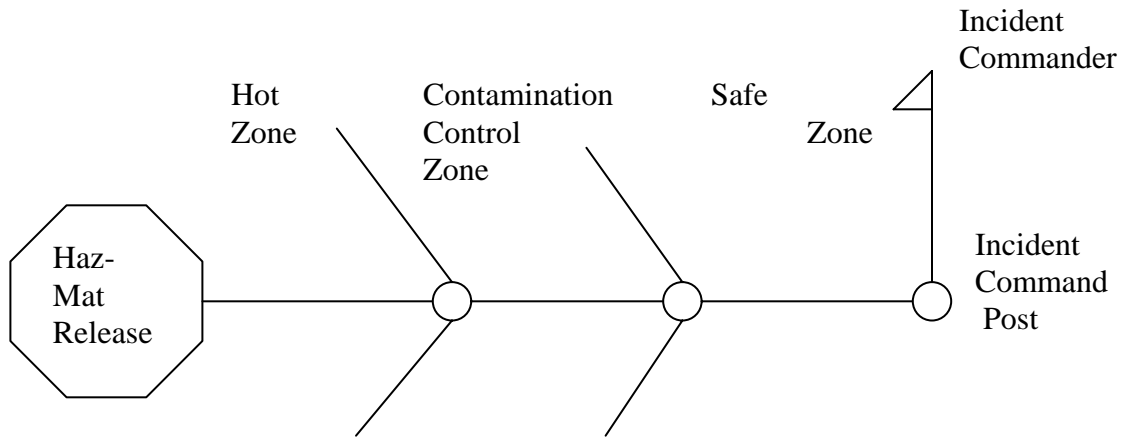 Incident
Commander
Hot
Zone
Contamination
Control
Zone
Safe
Zone
Haz-
Mat
Release
Incident
Command
Post